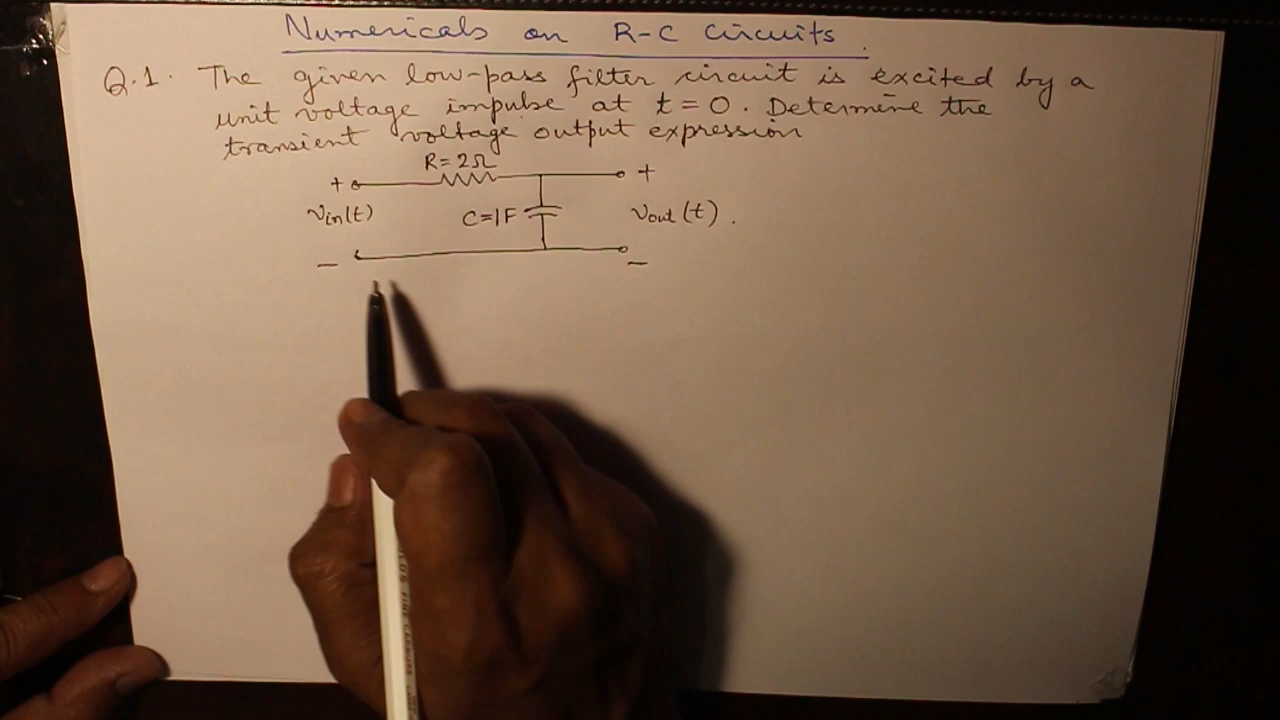 Numericals on R-C Circuits
Q.1. The given low-pass filter circuit is excited by a
unit voltage impulse at t = 0. Determine the
transient voltage output expression
R = 2Ω
+ +
Vin(t) C=1F Vout(t).
- -